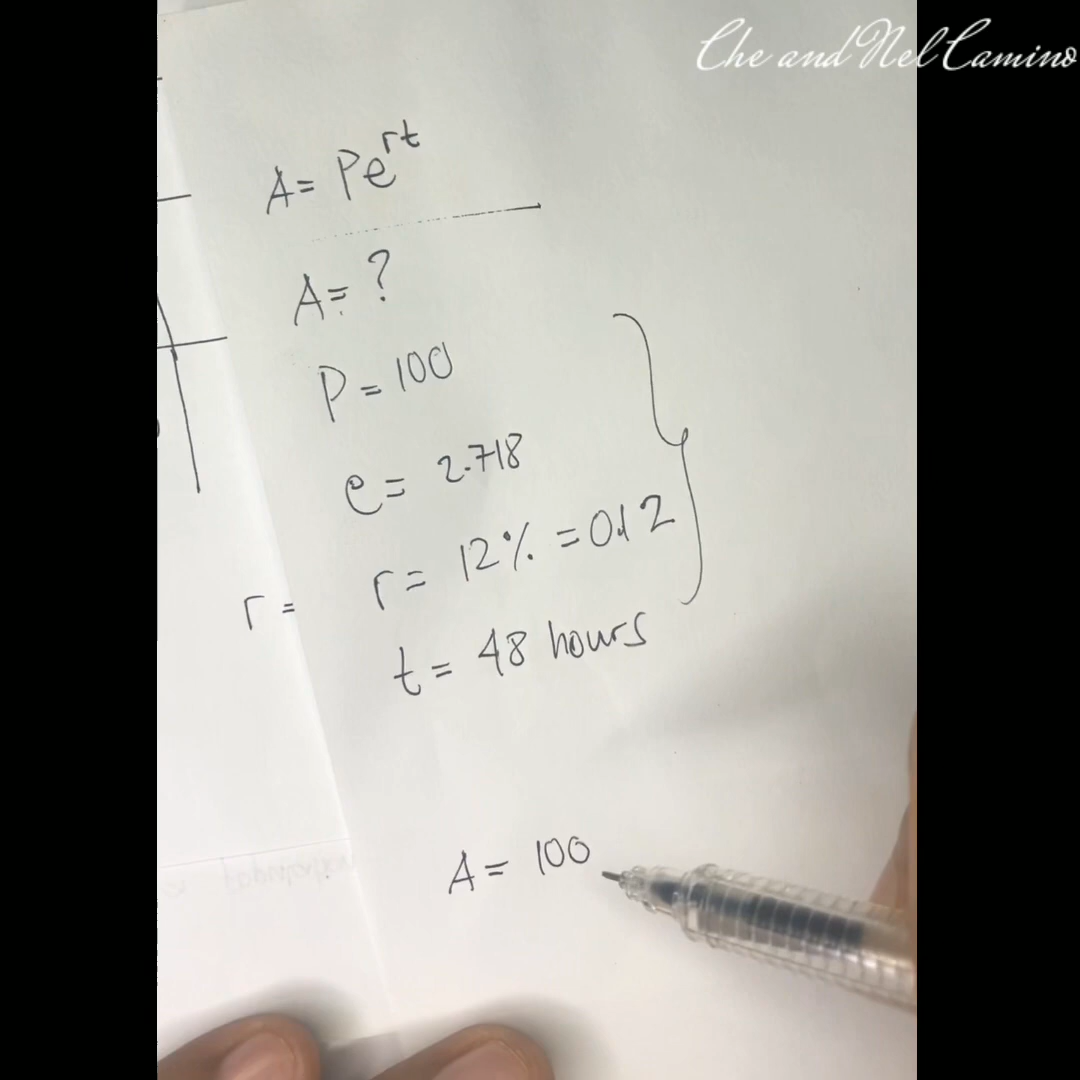 Che and Nel Camino
A= Pe^rt
A= ?
P = 100
e = 2.718
r = 12% = 0.12
r =
t = 48 hours
A = 100